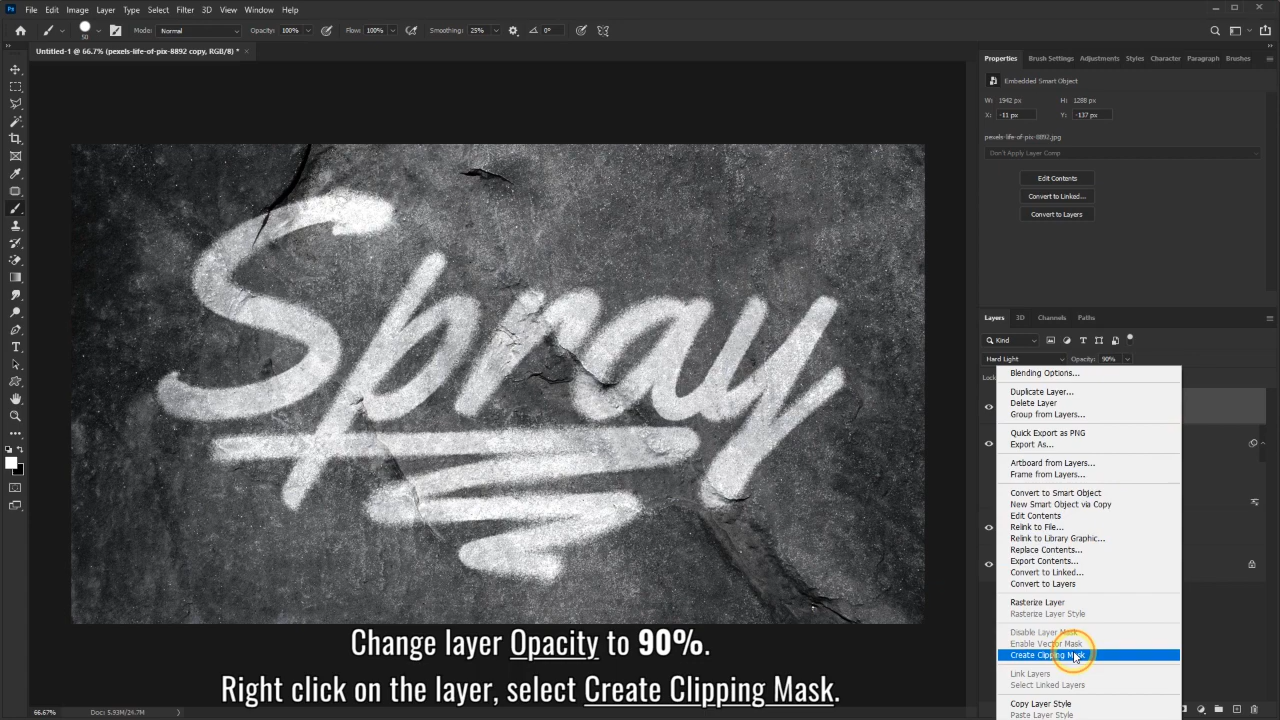 Ps File Edit Image Layer Type Select Filter 3D View Window Help
50 Mode: Normal Opacity: 100% Flow: 100% Smoothing: 25% 0°
Untitled-1 @ 66.7% (pexels-life-of-pix-8892 copy, RGB/8) *
Properties Brush Settings Adjustments Styles Character Paragraph Brushes
Embedded Smart Object
W: 1942 px H: 1288 px
X: -11 px Y: -137 px
pexels-life-of-pix-8892.jpg
Don't Apply Layer Comp
Edit Contents
Convert to Linked...
Convert to Layers
Spray
Layers 3D Channels Paths
Kind
Hard Light Opacity: 90%
Blending Options...
Duplicate Layer...
Delete Layer
Group from Layers...
Quick Export as PNG
Export As...
Artboard from Layers...
Frame from Layers...
Convert to Smart Object
New Smart Object via Copy
Edit Contents
Relink to File...
Relink to Library Graphic...
Replace Contents...
Export Contents...
Convert to Linked...
Convert to Layers
Rasterize Layer
Rasterize Layer Style
Disable Layer Mask
Enable Vector Mask
Create Clipping Mask
Link Layers
Select Linked Layers
Copy Layer Style
Paste Layer Style
Change layer Opacity to 90%.
Right click on the layer, select Create Clipping Mask.
66.67% Doc: 5.93M/24.7M